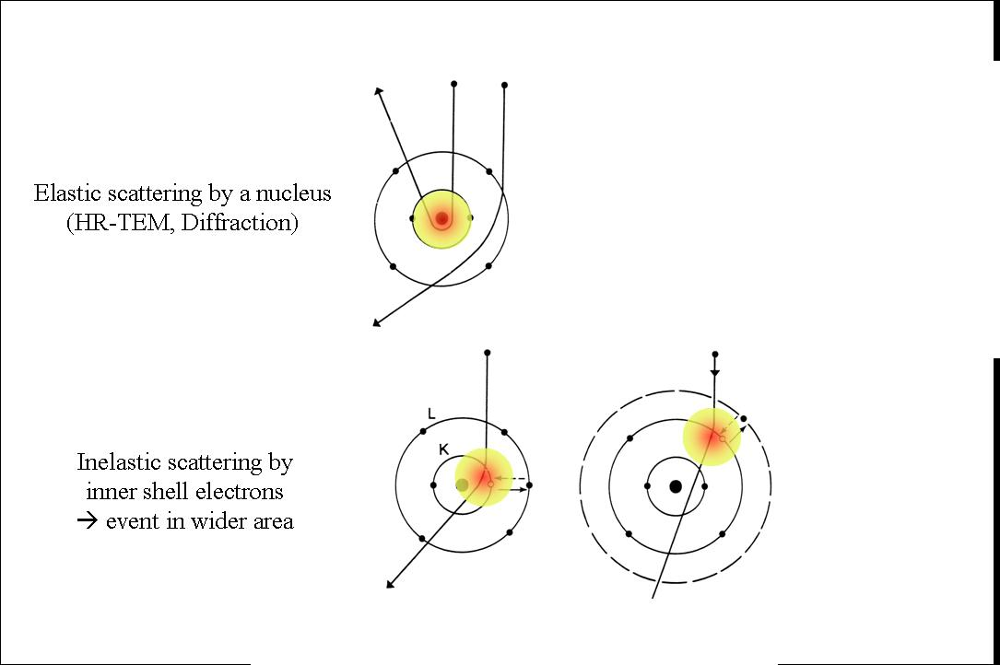 Elastic scattering by a nucleus
(HR-TEM, Diffraction)
L
K
Inelastic scattering by
inner shell electrons
→ event in wider area